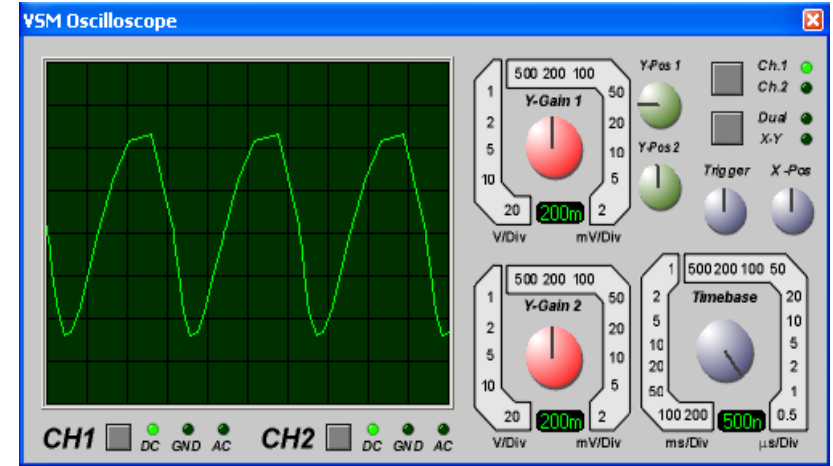 VSM Oscilloscope
500 200 100
1
2
5
10
20
50
20
10
5
2
Y-Gain 1
200m
V/Div
mV/Div
Y-Pos 1
Y-Pos 2
Ch.1
Ch.2
Dual
X-Y
Trigger
X-Pos
500 200 100
1
2
5
10
20
50
20
10
5
2
Y-Gain 2
200m
V/Div
mV/Div
1 500 200 100 50
2
5
10
20
50
100 200
20
10
5
2
1
0.5
Timebase
500n
ms/Div
µs/Div
CH1 DC GND AC
CH2 DC GND AC